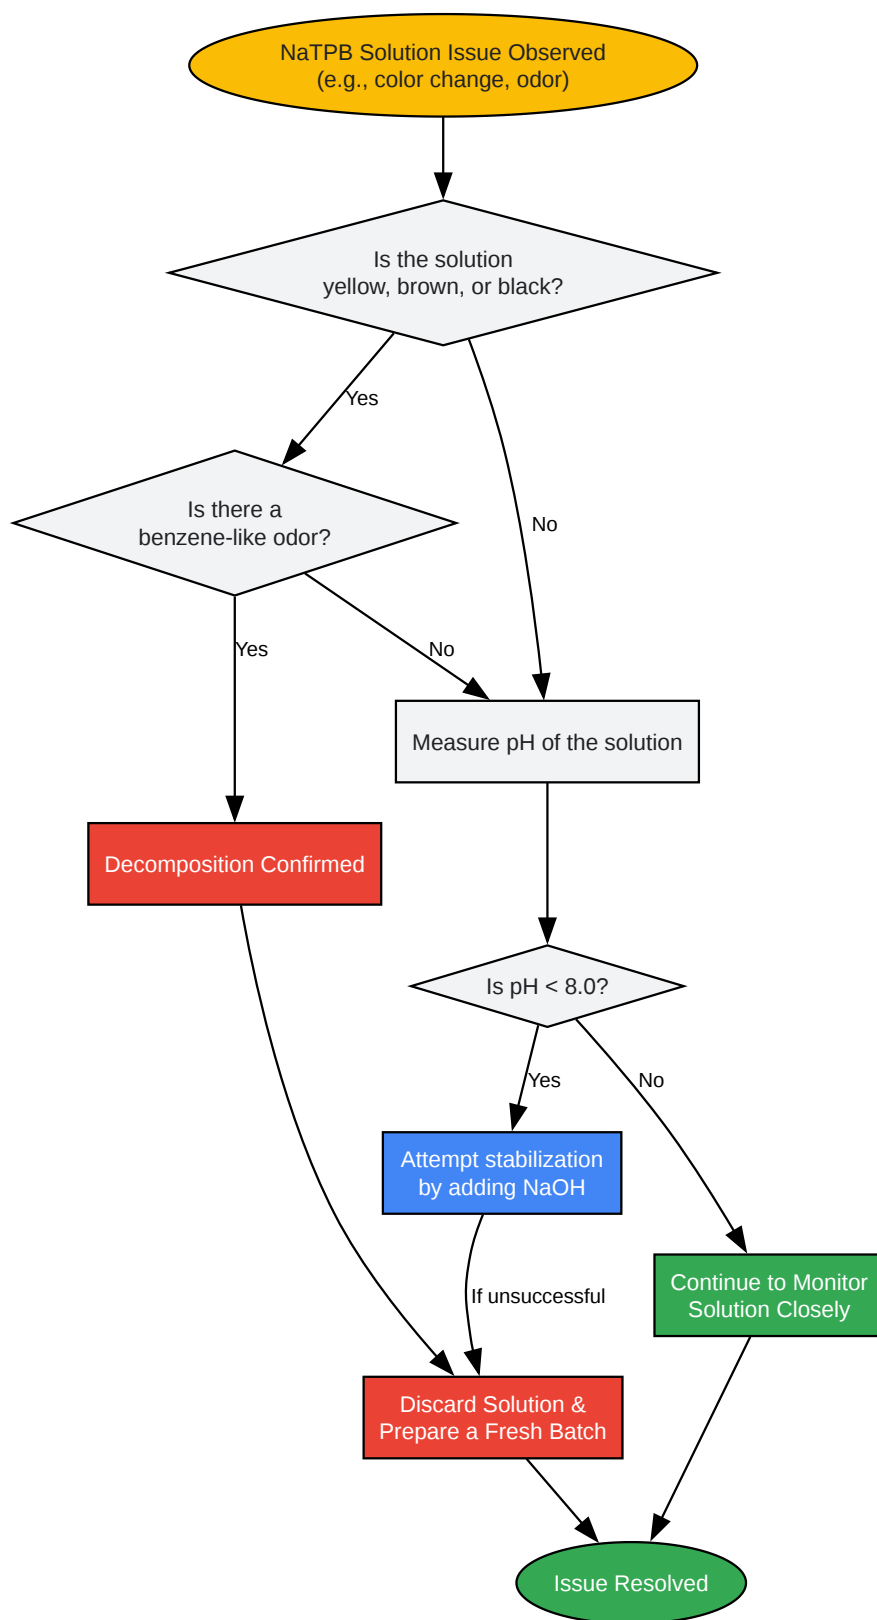 NaTPB Solution Issue Observed
(e.g., color change, odor)
Is the solution
yellow, brown, or black?
Yes
No
Is there a
benzene-like odor?
Yes
No
Measure pH of the solution
Decomposition Confirmed
Is pH < 8.0?
Yes
No
Attempt stabilization
by adding NaOH
Continue to Monitor
Solution Closely
If unsuccessful
Discard Solution &
Prepare a Fresh Batch
Issue Resolved